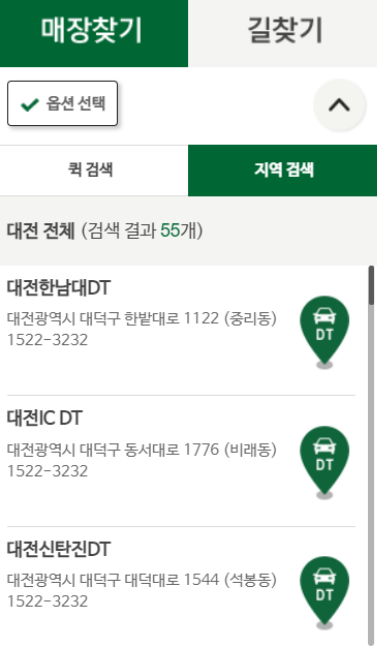 매장찾기 길찾기
옵션 선택
퀵 검색 지역 검색
대전 전체 (검색 결과 55개)
대전한남대DT
대전광역시 대덕구 한밭대로 1122 (중리동)
1522-3232
DT
대전IC DT
대전광역시 대덕구 동서대로 1776 (비래동)
1522-3232
DT
대전신탄진DT
대전광역시 대덕구 대덕대로 1544 (석봉동)
1522-3232
DT